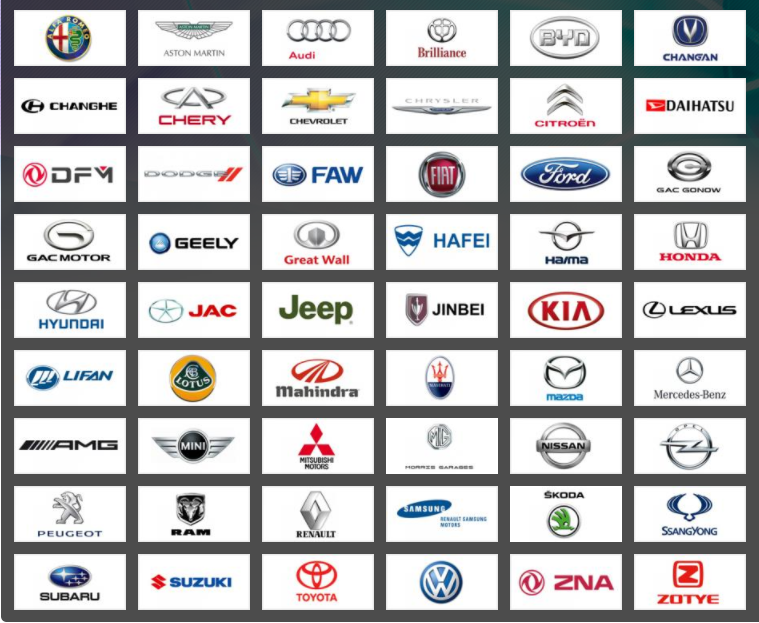 ALFA ROMEO
ASTON MARTIN
ASTON MARTIN
Audi
Brilliance
BYD
CHANGAN
CHANGHE
CHERY
CHEVROLET
CHRYSLER
CITROËN
DAIHATSU
DFM
DODGE
FAW
FIAT
Ford
GAC GONOW
GAC MOTOR
GEELY
Great Wall
HAFEI
Haima
HONDA
HYUNDAI
JAC
Jeep
JINBEI
KIA
LEXUS
LIFAN
LOTUS
Mahindra
MASERATI
mazda
Mercedes-Benz
AMG
MINI
MITSUBISHI
MOTORS
MG
MORRIS GARAGES
NISSAN
OPEL
PEUGEOT
RAM
RENAULT
SAMSUNG
RENAULT SAMSUNG
MOTORS
ŠKODA
SSANGYONG
SUBARU
SUZUKI
TOYOTA
ZNA
ZOTYE